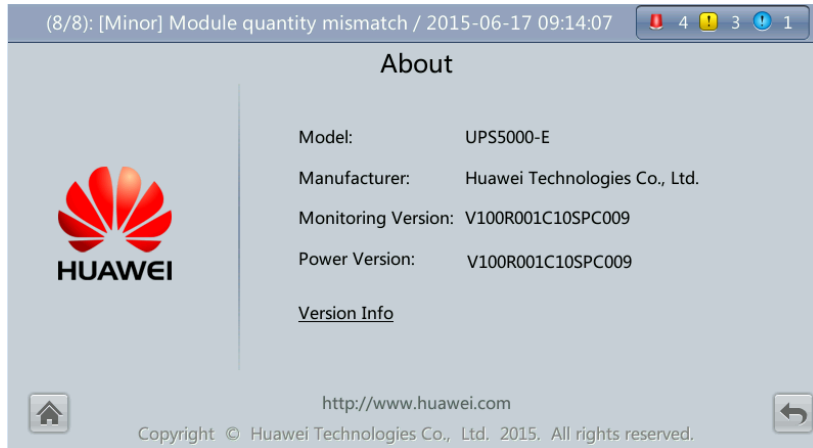 (8/8): [Minor] Module quantity mismatch / 2015-06-17 09:14:07 4 ! 3 ! 1
About
Model: UPS5000-E
Manufacturer: Huawei Technologies Co., Ltd.
Monitoring Version: V100R001C10SPC009
Power Version: V100R001C10SPC009
HUAWEI
Version Info
http://www.huawei.com
Copyright © Huawei Technologies Co., Ltd. 2015. All rights reserved.